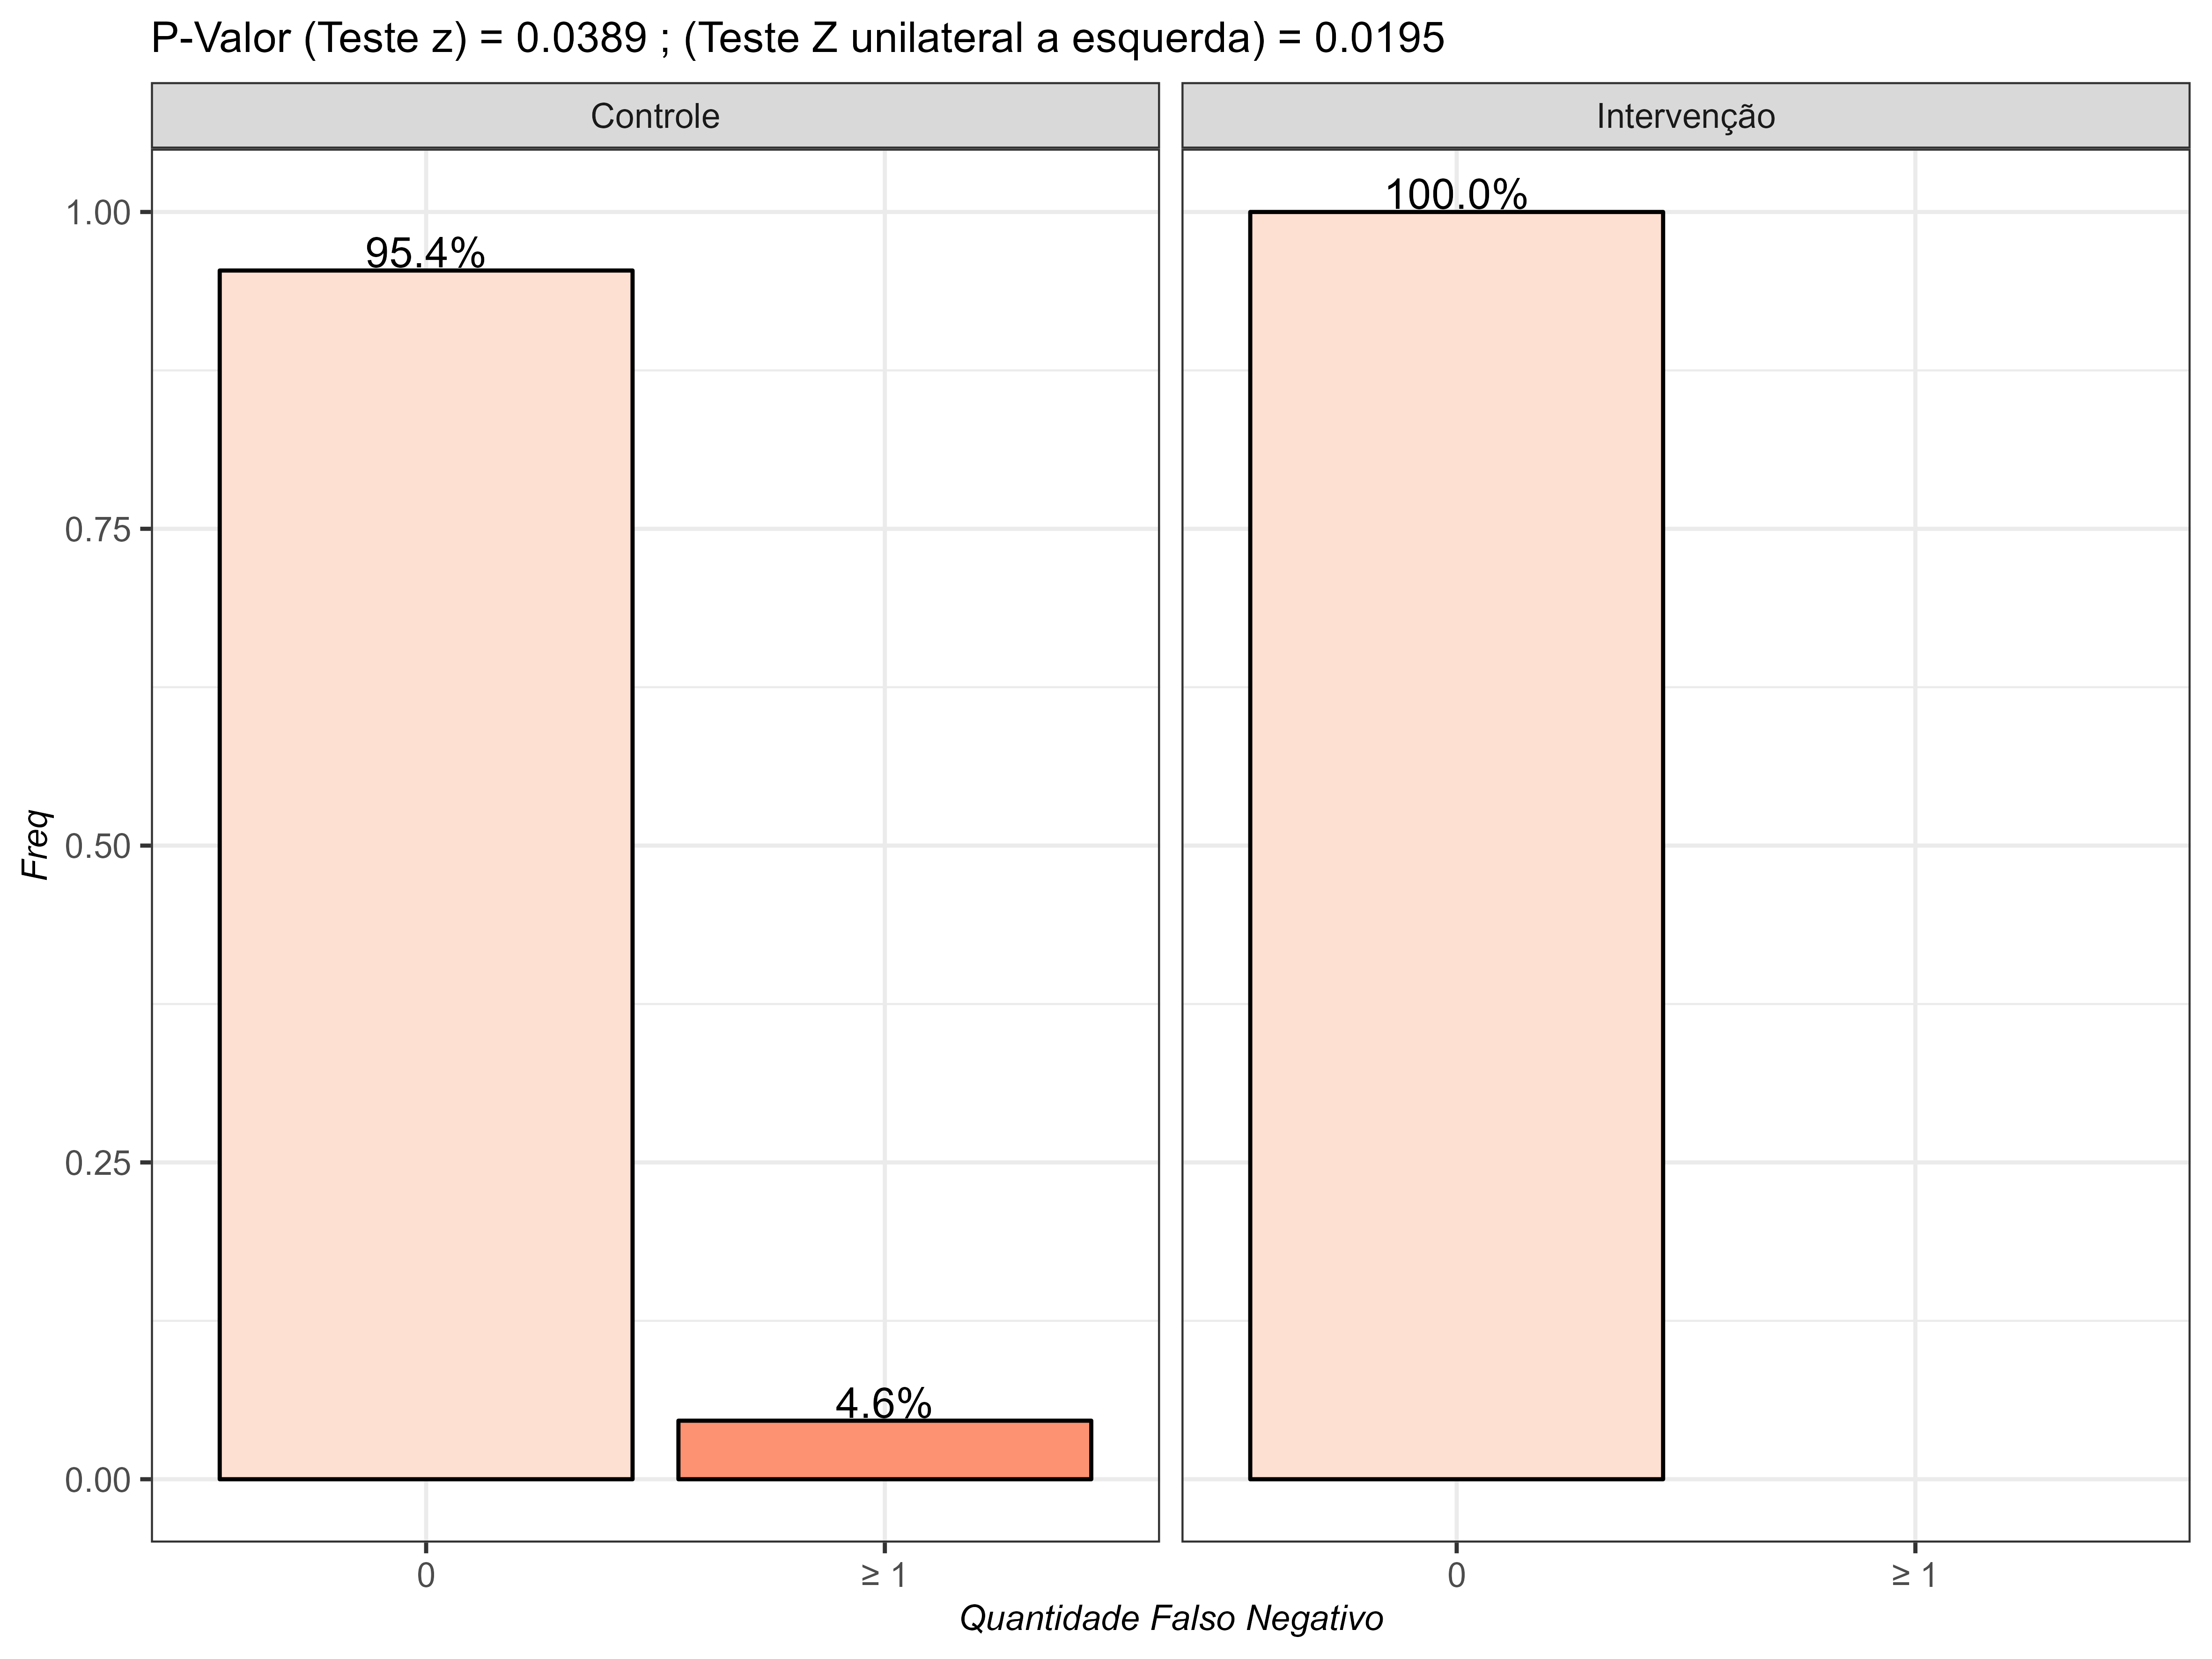 P-Valor (Teste z) = 0.0389 ; (Teste Z unilateral a esquerda) = 0.0195
Controle
Intervenção
1.00
0.75
0.50
0.25
0.00
Freq
95.4%
4.6%
100.0%
0
≥ 1
0
≥ 1
Quantidade Falso Negativo